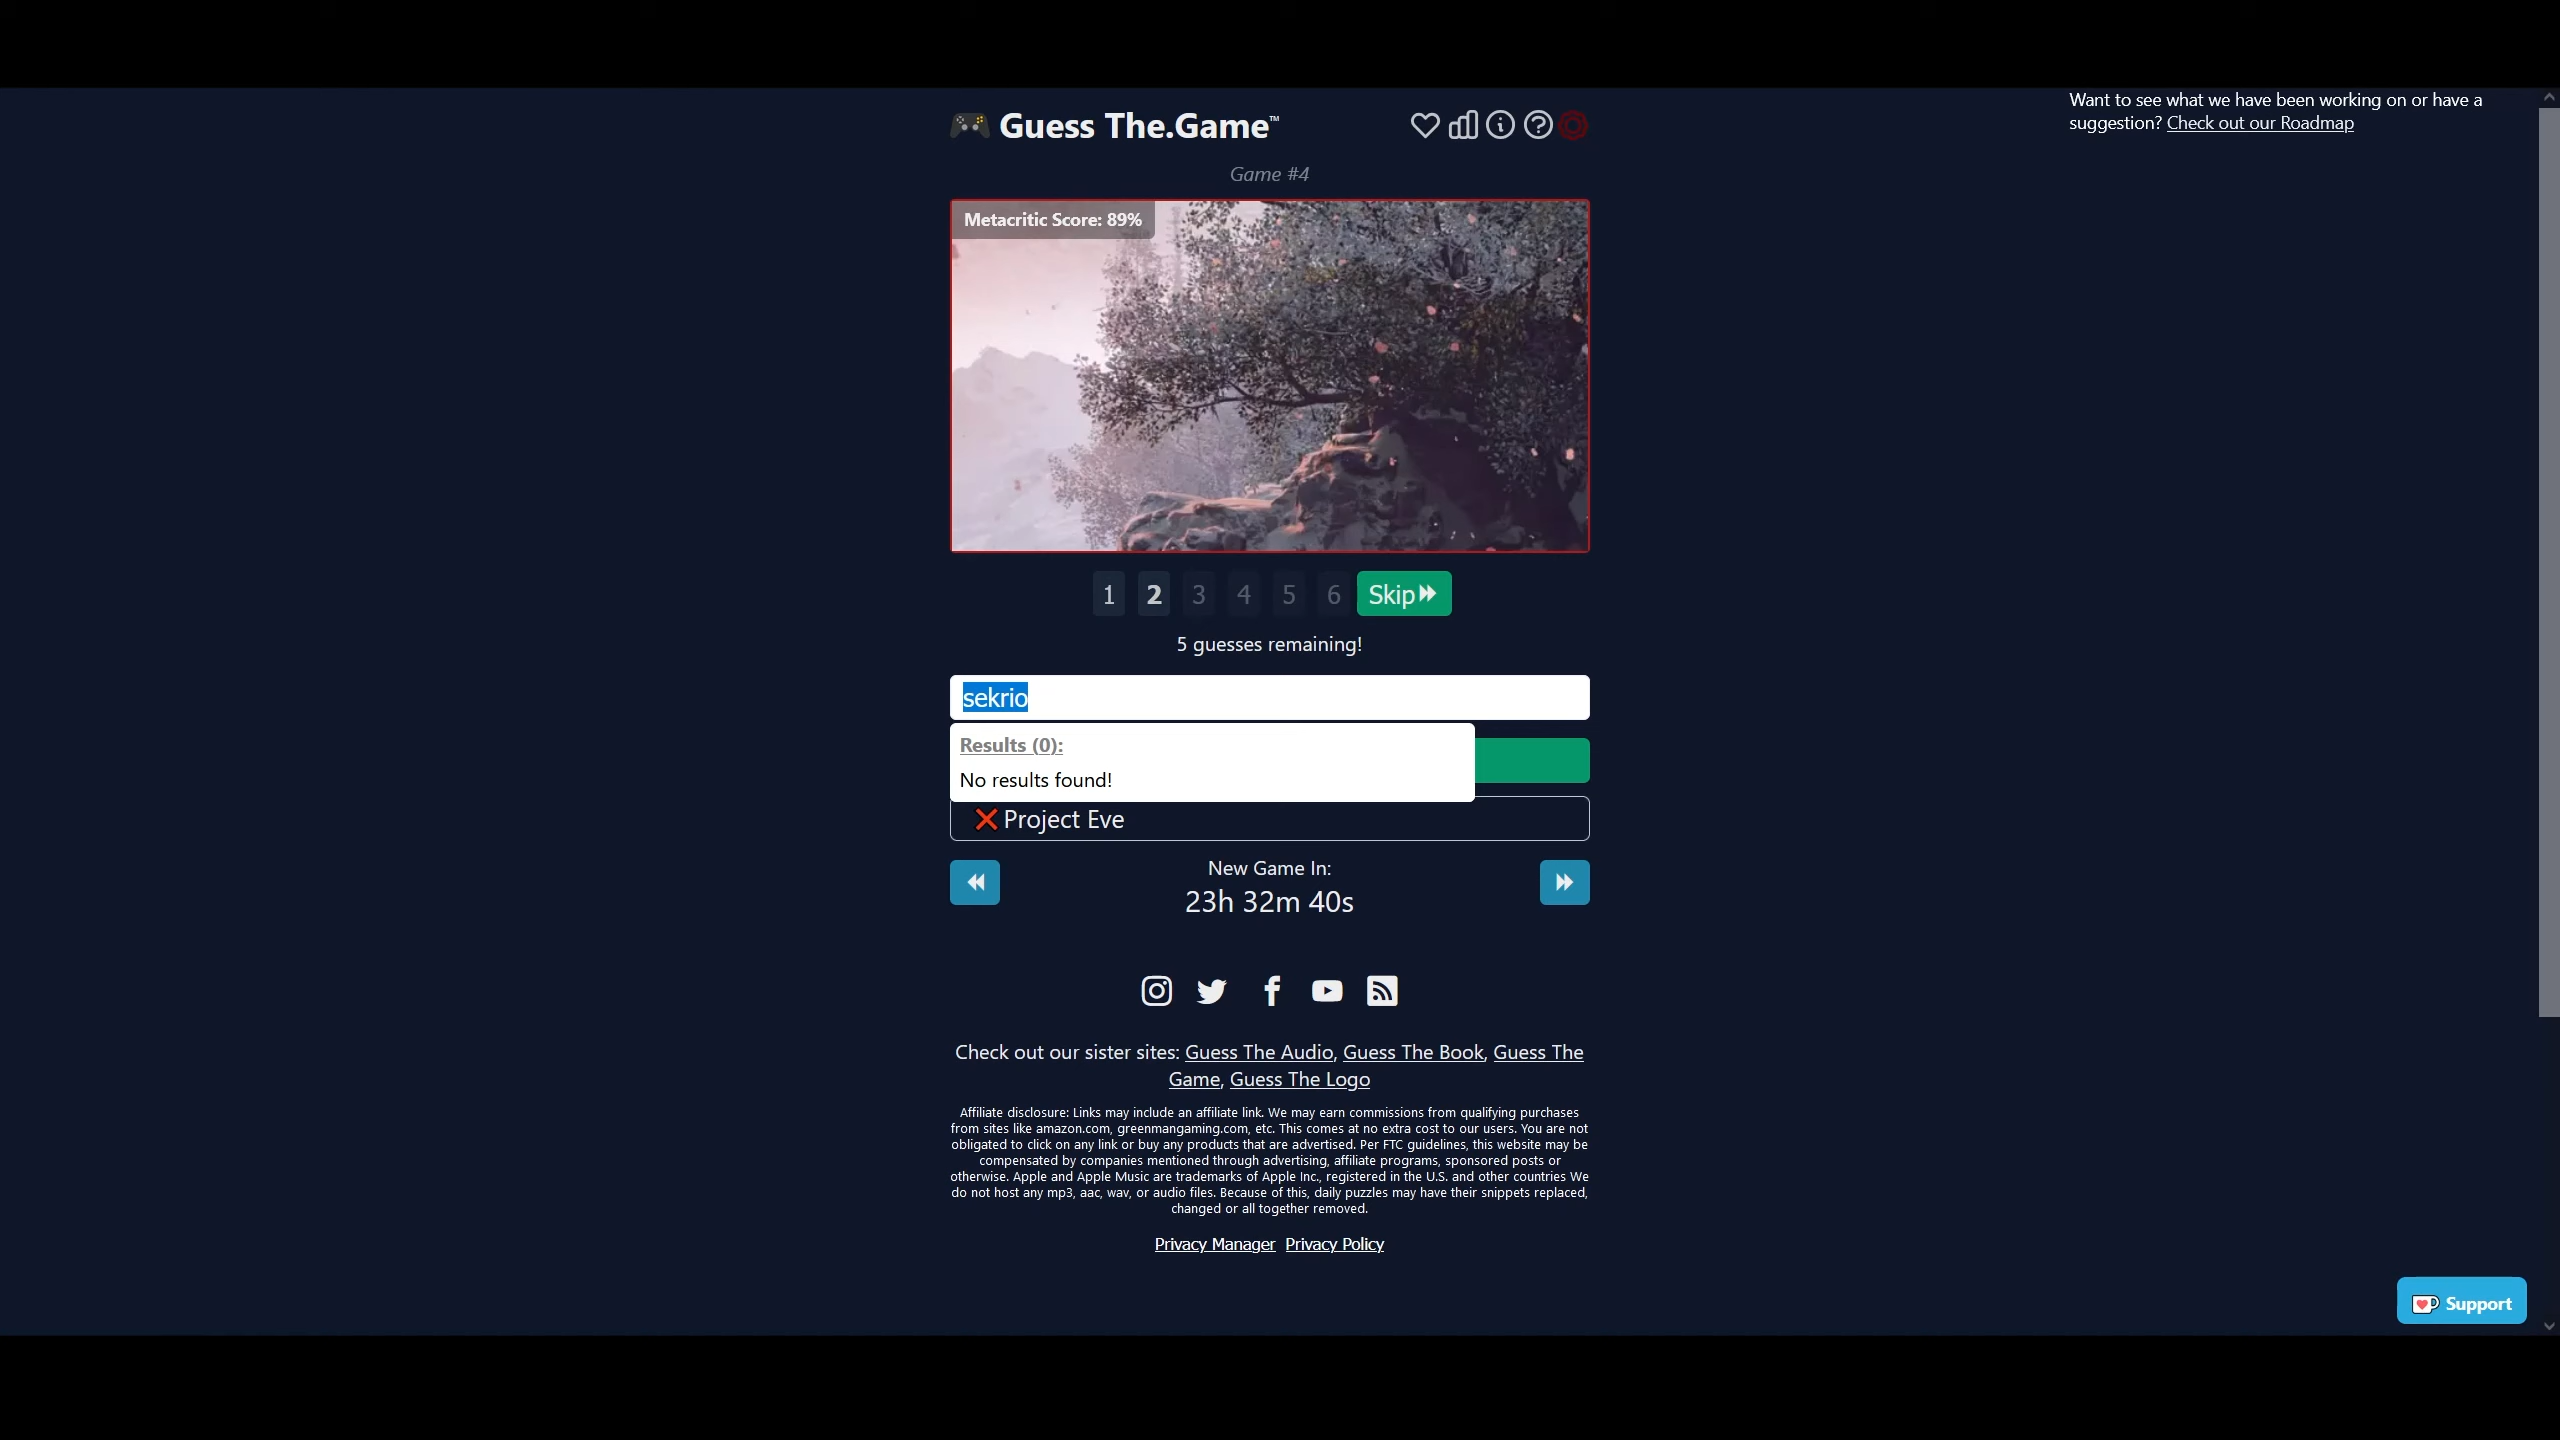 Want to see what we have been working on or have a
suggestion? Check out our Roadmap
Guess The.Game™
Game #4
Metacritic Score: 89%
1 2 3 4 5 6 Skip
5 guesses remaining!
sekrio
Results (0):
No results found!
❌ Project Eve
New Game In:
23h 32m 40s
Check out our sister sites: Guess The Audio, Guess The Book, Guess The
Game, Guess The Logo
Affiliate disclosure: Links may include an affiliate link. We may earn commissions from qualifying purchases
from sites like amazon.com, greenmangaming.com, etc. This comes at no extra cost to our users. You are not
obligated to click on any link or buy any products that are advertised. Per FTC guidelines, this website may be
compensated by companies mentioned through advertising, affiliate programs, sponsored posts or
otherwise. Apple and Apple Music are trademarks of Apple Inc., registered in the U.S. and other countries We
do not host any mp3, aac, wav, or audio files. Because of this, daily puzzles may have their snippets replaced,
changed or all together removed.
Privacy Manager Privacy Policy
Support